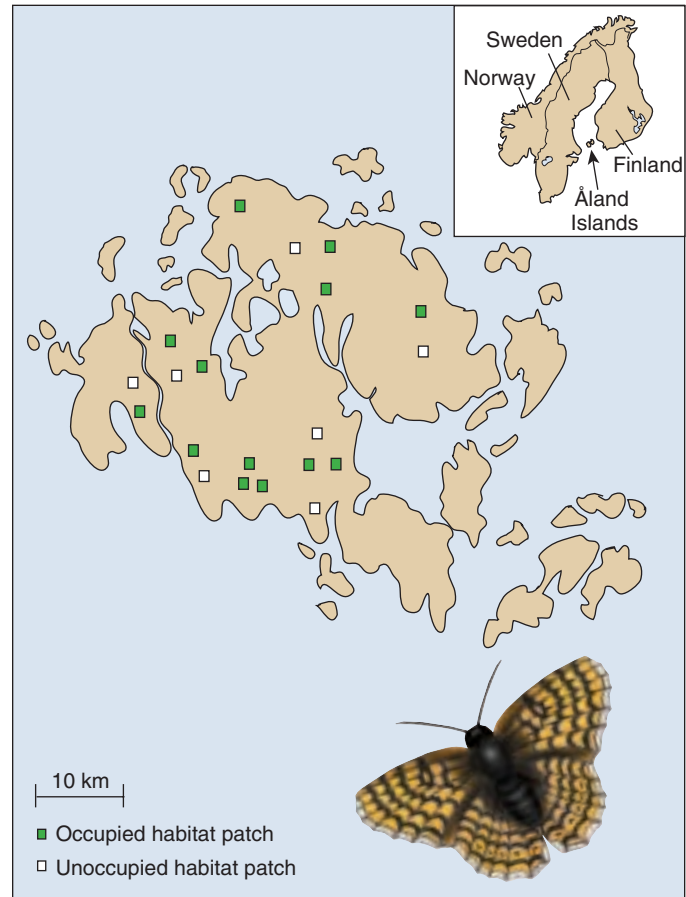 Sweden
Norway
Finland
Åland
Islands
10 km
Occupied habitat patch
Unoccupied habitat patch